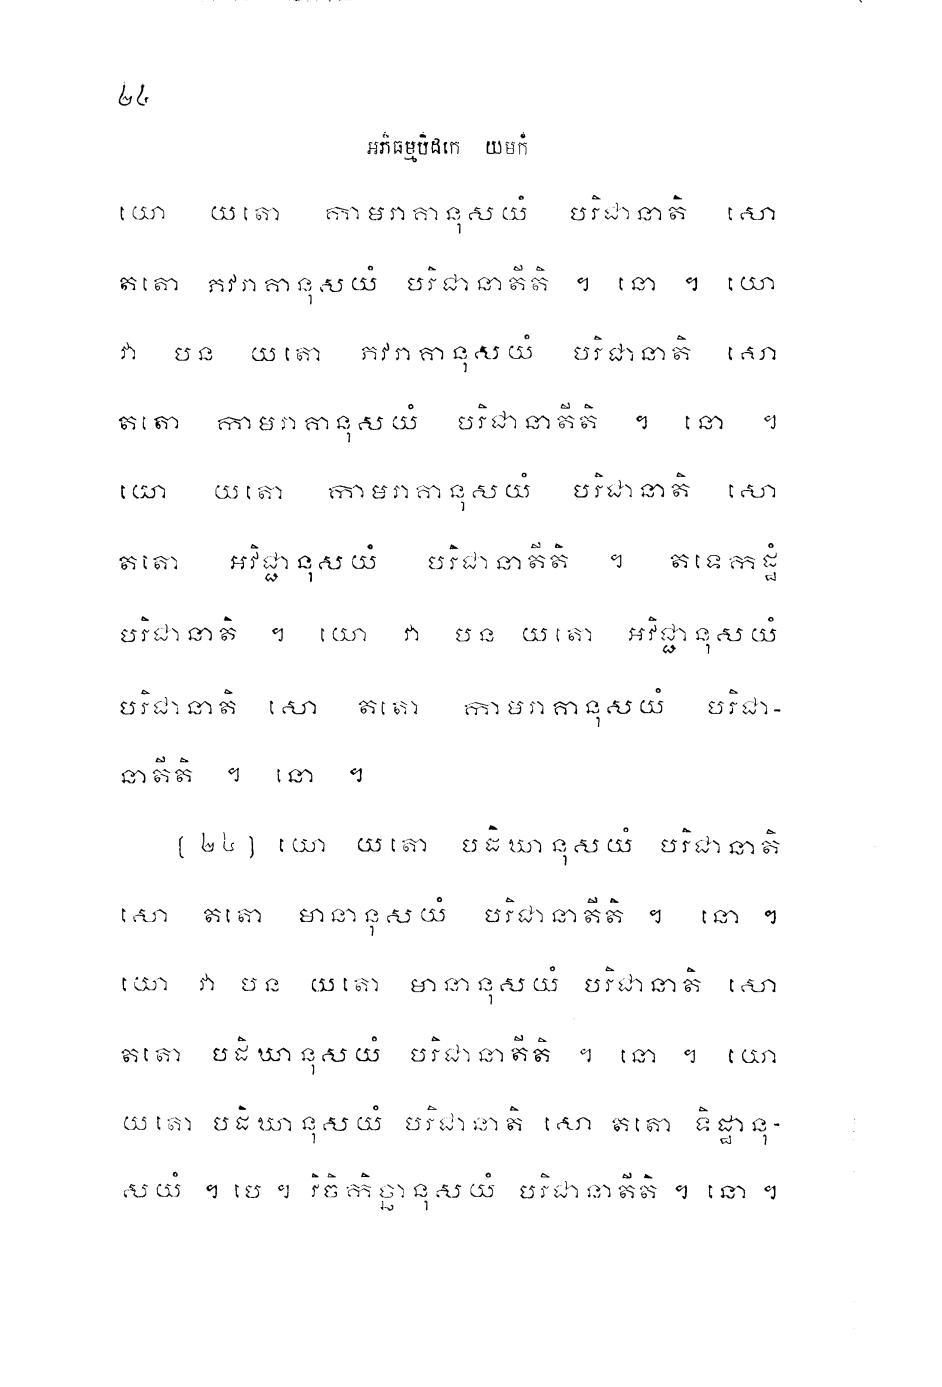 ២៤
អភិធម្មបិដកេ យមកំ
យោ យតោ កាមរាគានុសយំ បរិជានាតិ សោ
តតោ ភវរាគានុសយំ បរិជានាតីតិ ។ នោ ។ យោ
វា បន យតោ ភវរាគានុសយំ បរិជានាតិ សោ
តតោ កាមរាគានុសយំ បរិជានាតីតិ ។ នោ ។
យោ យតោ កាមរាគានុសយំ បរិជានាតិ សោ
តតោ អវិជ្ជានុសយំ បរិជានាតីតិ ។ តទេកដ្ឋំ
បរិជានាតិ ។ យោ វា បន យតោ អវិជ្ជានុសយំ
បរិជានាតិ សោ តតោ កាមរាគានុសយំ បរិជា-
នាតីតិ ។ នោ ។
(២៤) យោ យតោ បដិឃានុសយំ បរិជានាតិ
សោ តតោ មានានុសយំ បរិជានាតីតិ ។ នោ ។
យោ វា បន យតោ មានានុសយំ បរិជានាតិ សោ
តតោ បដិឃានុសយំ បរិជានាតីតិ ។ នោ ។ យោ
យតោ បដិឃានុសយំ បរិជានាតិ សោ តតោ ទិដ្ឋានុ-
សយំ ។ បេ ។ វិចិកិច្ឆានុសយំ បរិជានាតីតិ ។ នោ ។